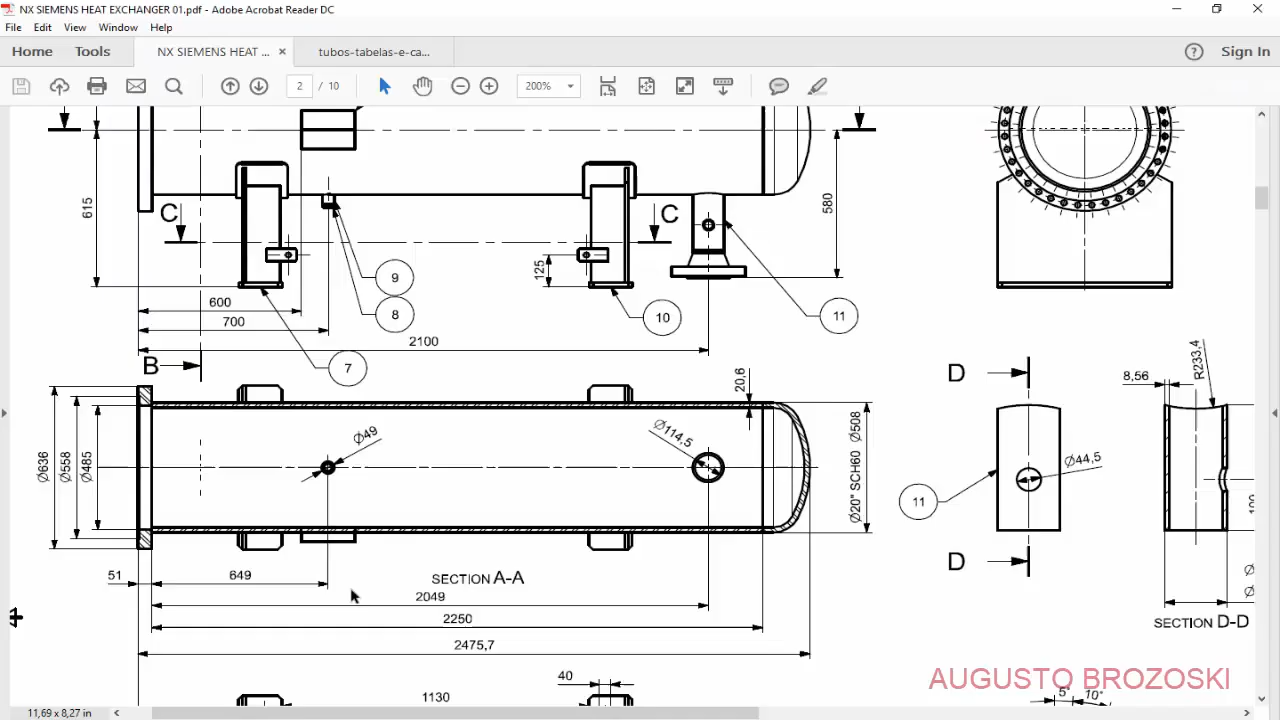 NX SIEMENS HEAT EXCHANGER 01.pdf - Adobe Acrobat Reader DC
File Edit View Window Help
Home Tools NX SIEMENS HEAT ... × tubos-tabelas-e-ca... ? Sign In
2 / 10 200%
615
C C
580
125
9
600
8
10
11
700
2100
B
7
D
R233,4
8,56
20,6
Ø636
Ø558
Ø485
Ø49
Ø114,5
Ø20" SCH60 Ø508
Ø44,5
11
D
51 649
SECTION A-A
2049
2250
2475,7
SECTION D-D
AUGUSTO BROZOSKI
40
1130
5° 10°
11,69 x 8,27 in